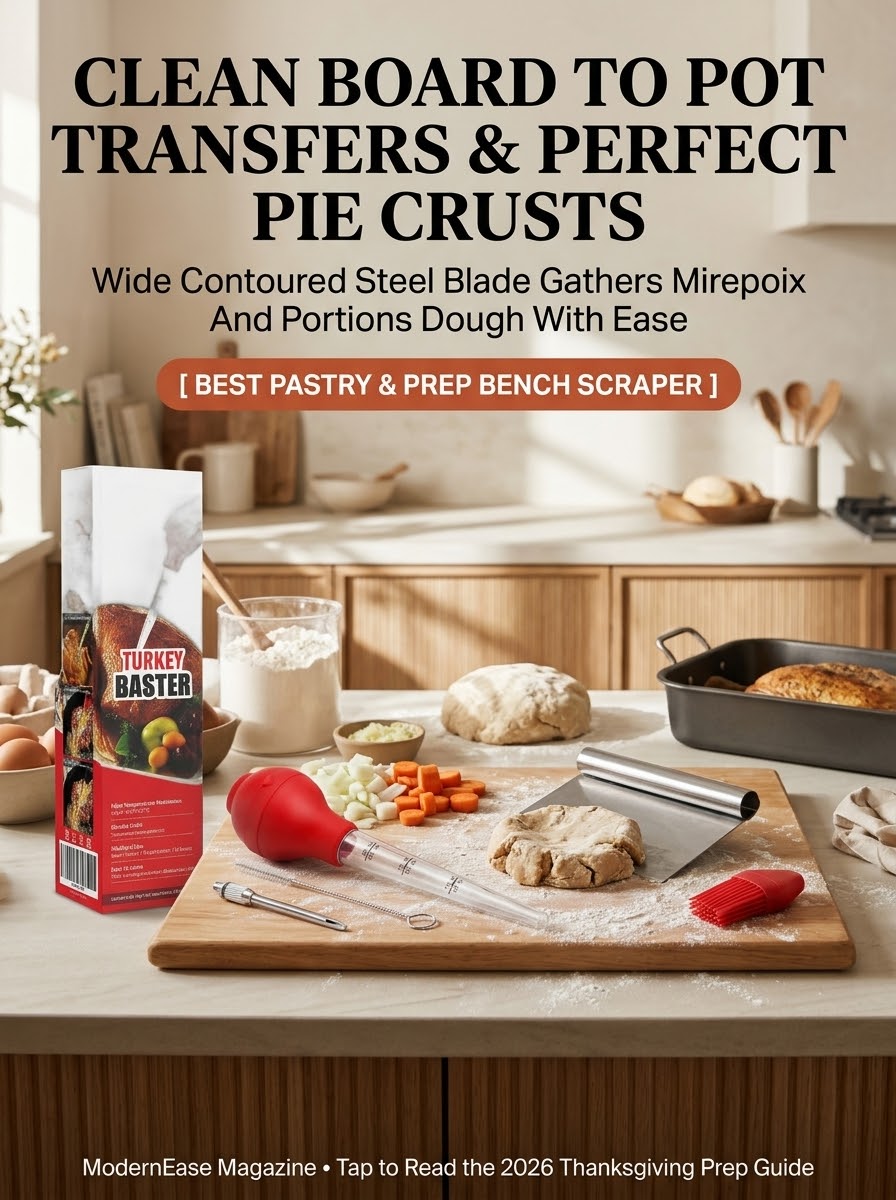 CLEAN BOARD TO POT
TRANSFERS & PERFECT
PIE CRUSTS
Wide Contoured Steel Blade Gathers Mirepoix
And Portions Dough With Ease
[ BEST PASTRY & PREP BENCH SCRAPER ]
TURKEY
BASTER
ModernEase Magazine • Tap to Read the 2026 Thanksgiving Prep Guide